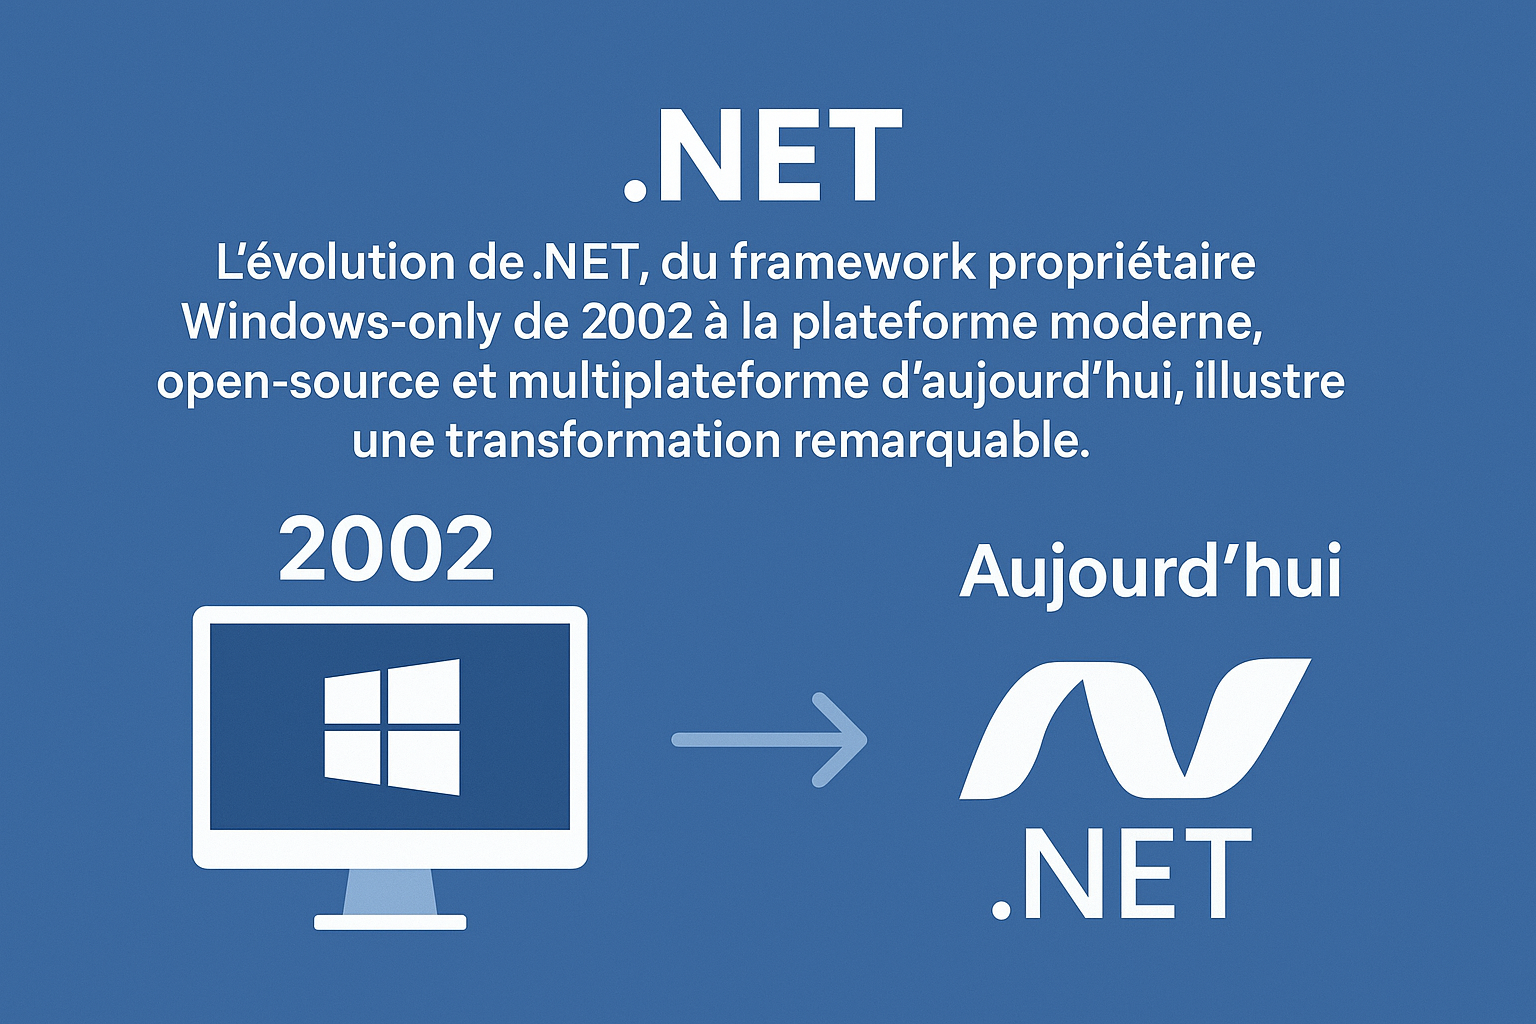 .NET
L’évolution de .NET, du framework propriétaire
Windows-only de 2002 à la plateforme moderne,
open-source et multiplateforme d’aujourd’hui, illustre
une transformation remarquable.
2002
Aujourd’hui
.NET